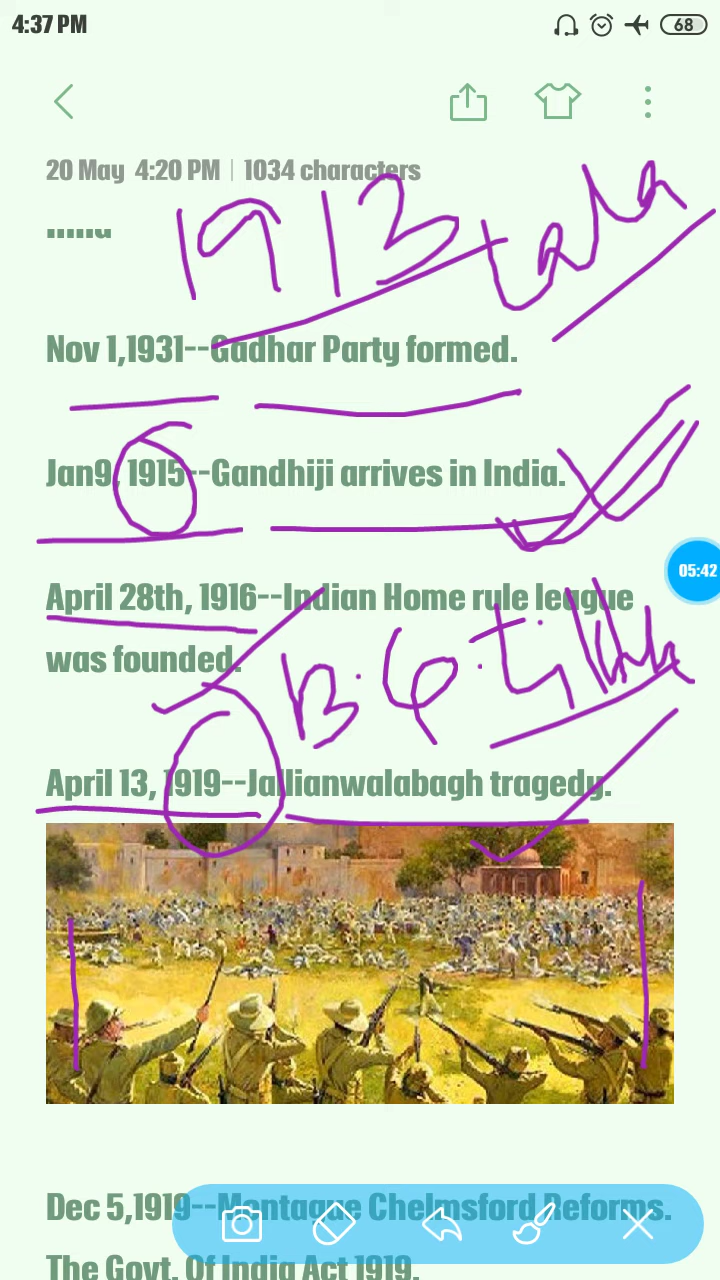 4:37 PM
68
20 May 4:20 PM | 1034 characters
1913 lala
Nov 1,1931--Gadhar Party formed.
Jan9, 1915--Gandhiji arrives in India.
05:42
April 28th, 1916--Indian Home rule league
was founded.
B.G.Tilak
April 13, 1919--Jallianwalabagh tragedy.
Dec 5,1919--Montague Chelmsford Reforms.
The Govt. Of India Act 1919.